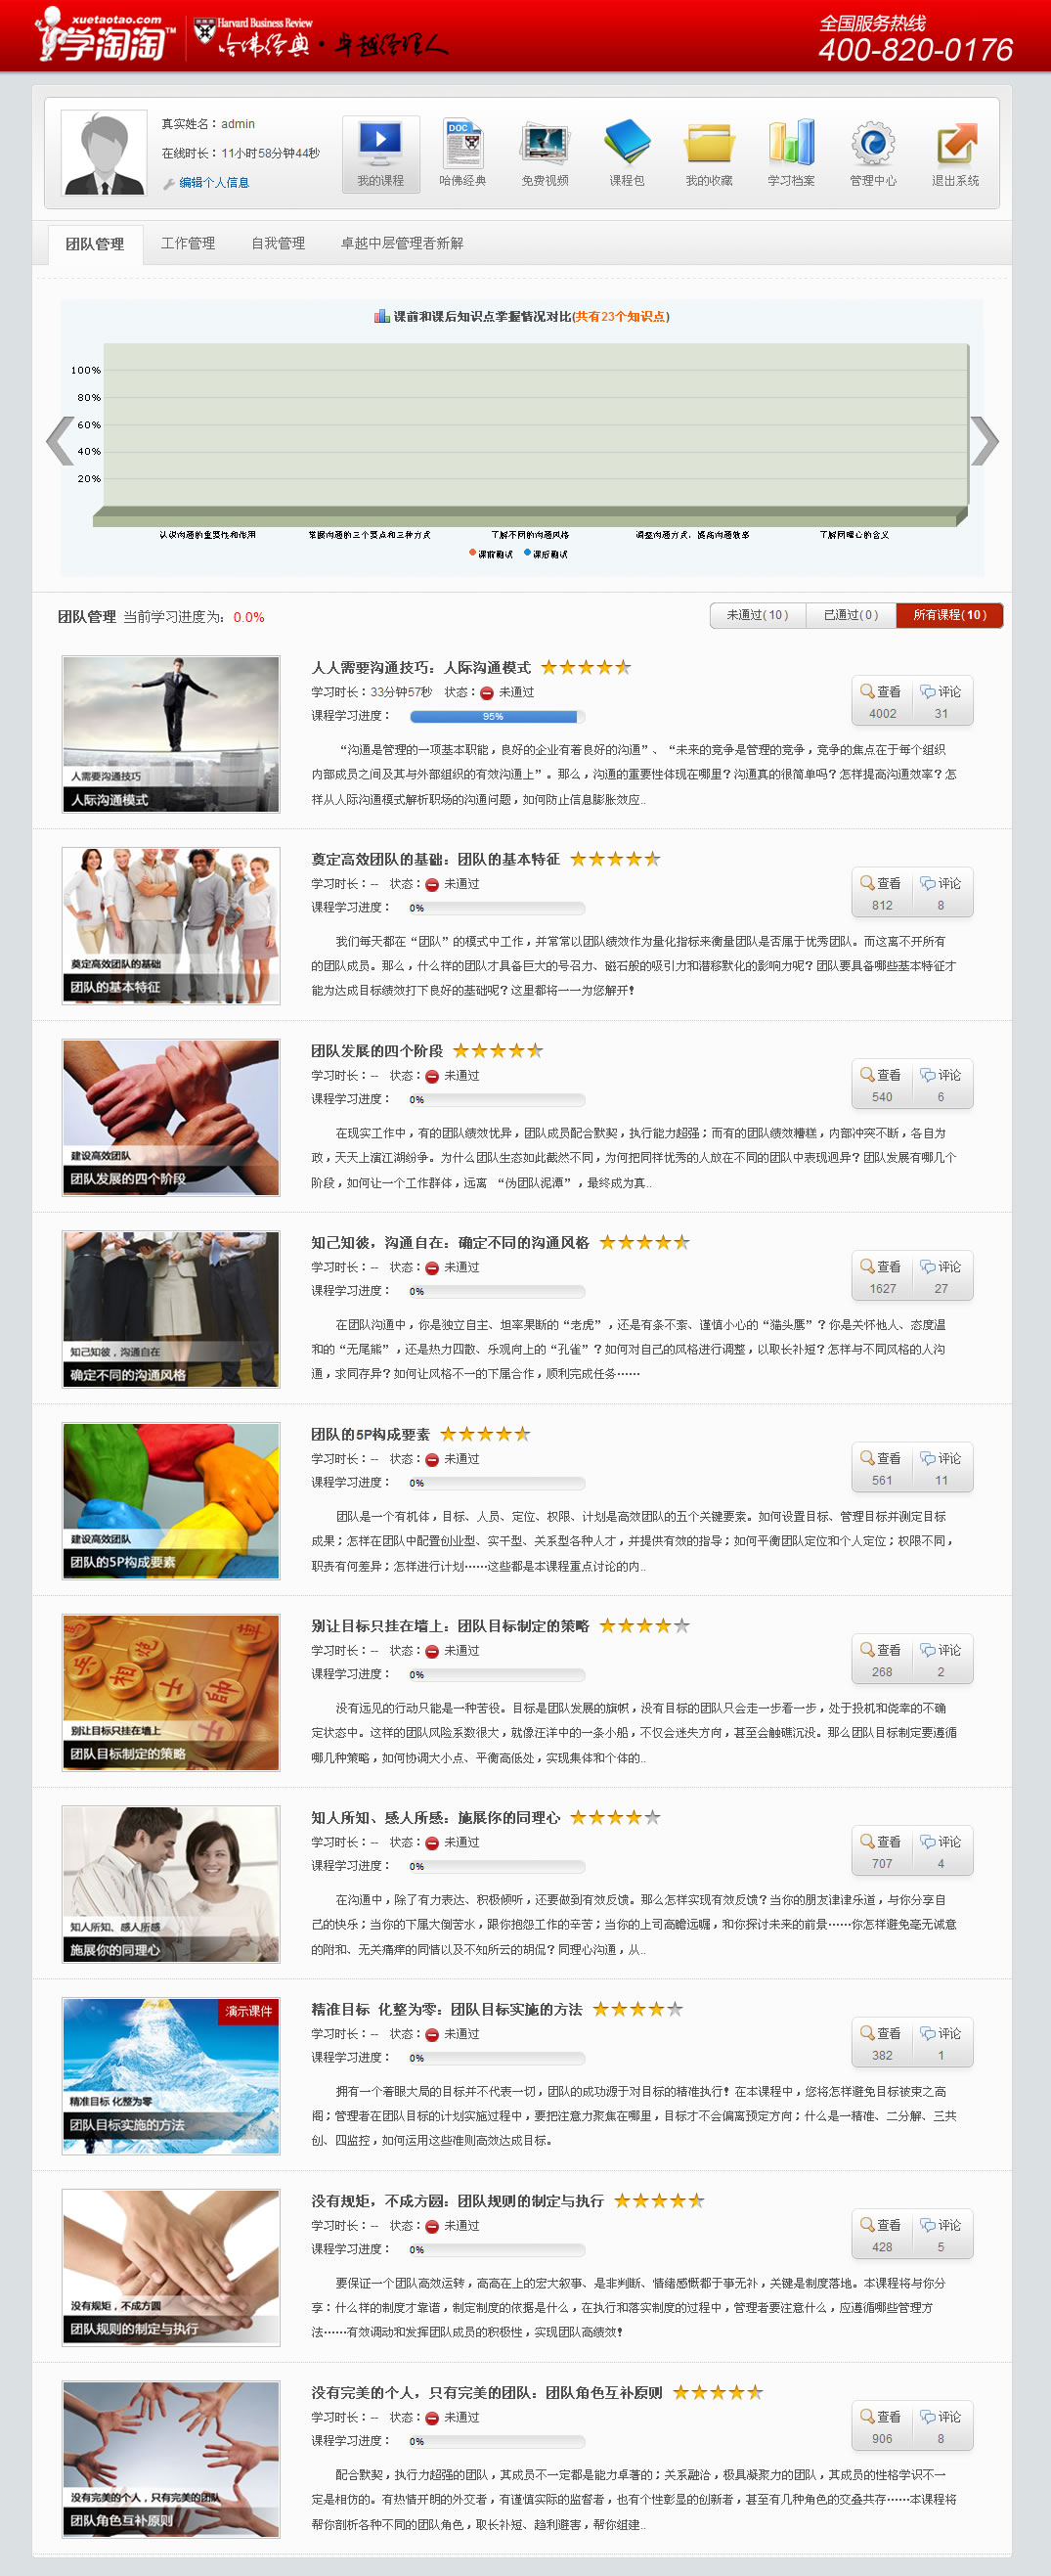 xuetaotao.com
学淘淘™
Harvard Business Review
哈佛经典·卓越经理人
全国服务热线
400-820-0176
真实姓名：admin
在线时长：11小时58分钟44秒
编辑个人信息
我的课程 哈佛经典 免费视频 课程包 我的收藏 学习档案 管理中心 退出系统
团队管理 工作管理 自我管理 卓越中层管理者新解
课前和课后知识点掌握情况对比(共有23个知识点)
100%
80%
60%
40%
20%
认识沟通的重要性和作用 掌握沟通的三个要点和三种方式 了解不同的沟通风格 调整沟通方式，提高沟通效率 了解同理心的含义
课前测试 课后测试
团队管理 当前学习进度为：0.0%
未通过(10) 已通过(0) 所有课程(10)
人需要沟通技巧
人际沟通模式
人人需要沟通技巧：人际沟通模式
学习时长：33分钟57秒 状态： 未通过
课程学习进度： 95%
查看 评论
4002 31
“沟通是管理的一项基本职能，良好的企业有着良好的沟通”、“未来的竞争是管理的竞争，竞争的焦点在于每个组织
内部成员之间及其与外部组织的有效沟通上”。那么，沟通的重要性体现在哪里？沟通真的很简单吗？怎样提高沟通效率？怎
样从人际沟通模式解析职场的沟通问题，如何防止信息膨胀效应..
奠定高效团队的基础
团队的基本特征
奠定高效团队的基础：团队的基本特征
学习时长：-- 状态： 未通过
课程学习进度： 0%
查看 评论
812 8
我们每天都在“团队”的模式中工作，并常常以团队绩效作为量化指标来衡量团队是否属于优秀团队。而这离不开所有
的团队成员。那么，什么样的团队才具备巨大的号召力、磁石般的吸引力和潜移默化的影响力呢？团队要具备哪些基本特征才
能为达成目标绩效打下良好的基础呢？这里都将一一为您解开！
建设高效团队
团队发展的四个阶段
团队发展的四个阶段
学习时长：-- 状态： 未通过
课程学习进度： 0%
查看 评论
540 6
在现实工作中，有的团队绩效优异，团队成员配合默契，执行能力超强；而有的团队绩效糟糕，内部冲突不断，各自为
政，天天上演江湖纷争。为什么团队生态如此截然不同，为何把同样优秀的人放在不同的团队中表现迥异？团队发展有哪几个
阶段，如何让一个工作群体，远离 “伪团队泥潭”，最终成为真..
知己知彼，沟通自在
确定不同的沟通风格
知己知彼，沟通自在：确定不同的沟通风格
学习时长：-- 状态： 未通过
课程学习进度： 0%
查看 评论
1627 27
在团队沟通中，你是独立自主、坦率果断的“老虎”，还是有条不紊、谨慎小心的“猫头鹰”？你是关怀他人、态度温
和的“无尾熊”，还是热力四散、乐观向上的“孔雀”？如何对自己的风格进行调整，以取长补短？怎样与不同风格的人沟
通，求同存异？如何让风格不一的下属合作，顺利完成任务……
建设高效团队
团队的5P构成要素
团队的5P构成要素
学习时长：-- 状态： 未通过
课程学习进度： 0%
查看 评论
561 11
团队是一个有机体，目标、人员、定位、权限、计划是高效团队的五个关键要素。如何设置目标、管理目标并测定目标
成果；怎样在团队中配置创业型、实干型、关系型各种人才，并提供有效的指导；如何平衡团队定位和个人定位；权限不同，
职责有何差异；怎样进行计划……这些都是本课程重点讨论的内..
别让目标只挂在墙上
团队目标制定的策略
别让目标只挂在墙上：团队目标制定的策略
学习时长：-- 状态： 未通过
课程学习进度： 0%
查看 评论
268 2
没有远见的行动只能是一种苦役。目标是团队发展的旗帜，没有目标的团队只会走一步看一步，处于投机和侥幸的不确
定状态中。这样的团队风险系数很大，就像汪洋中的一条小船，不仅会迷失方向，甚至会触礁沉没。那么团队目标制定要遵循
哪几种策略，如何协调大小点、平衡高低处，实现集体和个体的..
知人所知、感人所感
施展你的同理心
知人所知、感人所感：施展你的同理心
学习时长：-- 状态： 未通过
课程学习进度： 0%
查看 评论
707 4
在沟通中，除了有力表达、积极倾听，还要做到有效反馈。那么怎样实现有效反馈？当你的朋友津津乐道，与你分享自
己的快乐；当你的下属大倒苦水，跟你抱怨工作的辛苦；当你的上司高瞻远瞩，和你探讨未来的前景……你怎样避免毫无诚意
的附和、无关痛痒的同情以及不知所云的胡侃？同理心沟通，从..
演示课件
精准目标 化整为零
团队目标实施的方法
精准目标 化整为零：团队目标实施的方法
学习时长：-- 状态： 未通过
课程学习进度： 0%
查看 评论
382 1
拥有一个着眼大局的目标并不代表一切，团队的成功源于对目标的精准执行！在本课程中，您将怎样避免目标被束之高
阁；管理者在团队目标的计划实施过程中，要把注意力聚焦在哪里，目标才不会偏离预定方向；什么是一精准、二分解、三共
创、四监控，如何运用这些准则高效达成目标。
没有规矩，不成方圆
团队规则的制定与执行
没有规矩，不成方圆：团队规则的制定与执行
学习时长：-- 状态： 未通过
课程学习进度： 0%
查看 评论
428 5
要保证一个团队高效运转，高高在上的宏大叙事、是非判断、情绪感慨都于事无补，关键是制度落地。本课程将与你分
享：什么样的制度才靠谱，制定制度的依据是什么，在执行和落实制度的过程中，管理者要注意什么，应遵循哪些管理方
法……有效调动和发挥团队成员的积极性，实现团队高绩效！
没有完美的个人，只有完美的团队
团队角色互补原则
没有完美的个人，只有完美的团队：团队角色互补原则
学习时长：-- 状态： 未通过
课程学习进度： 0%
查看 评论
906 8
配合默契，执行力超强的团队，其成员不一定都是能力卓著的；关系融洽，极具凝聚力的团队，其成员的性格学识不一
定是相仿的。有热情开朗的外交者，有谨慎实际的监督者，也有个性彰显的创新者，甚至有几种角色的交叠共存……本课程将
帮你剖析各种不同的团队角色，取长补短、趋利避害，帮你组建..